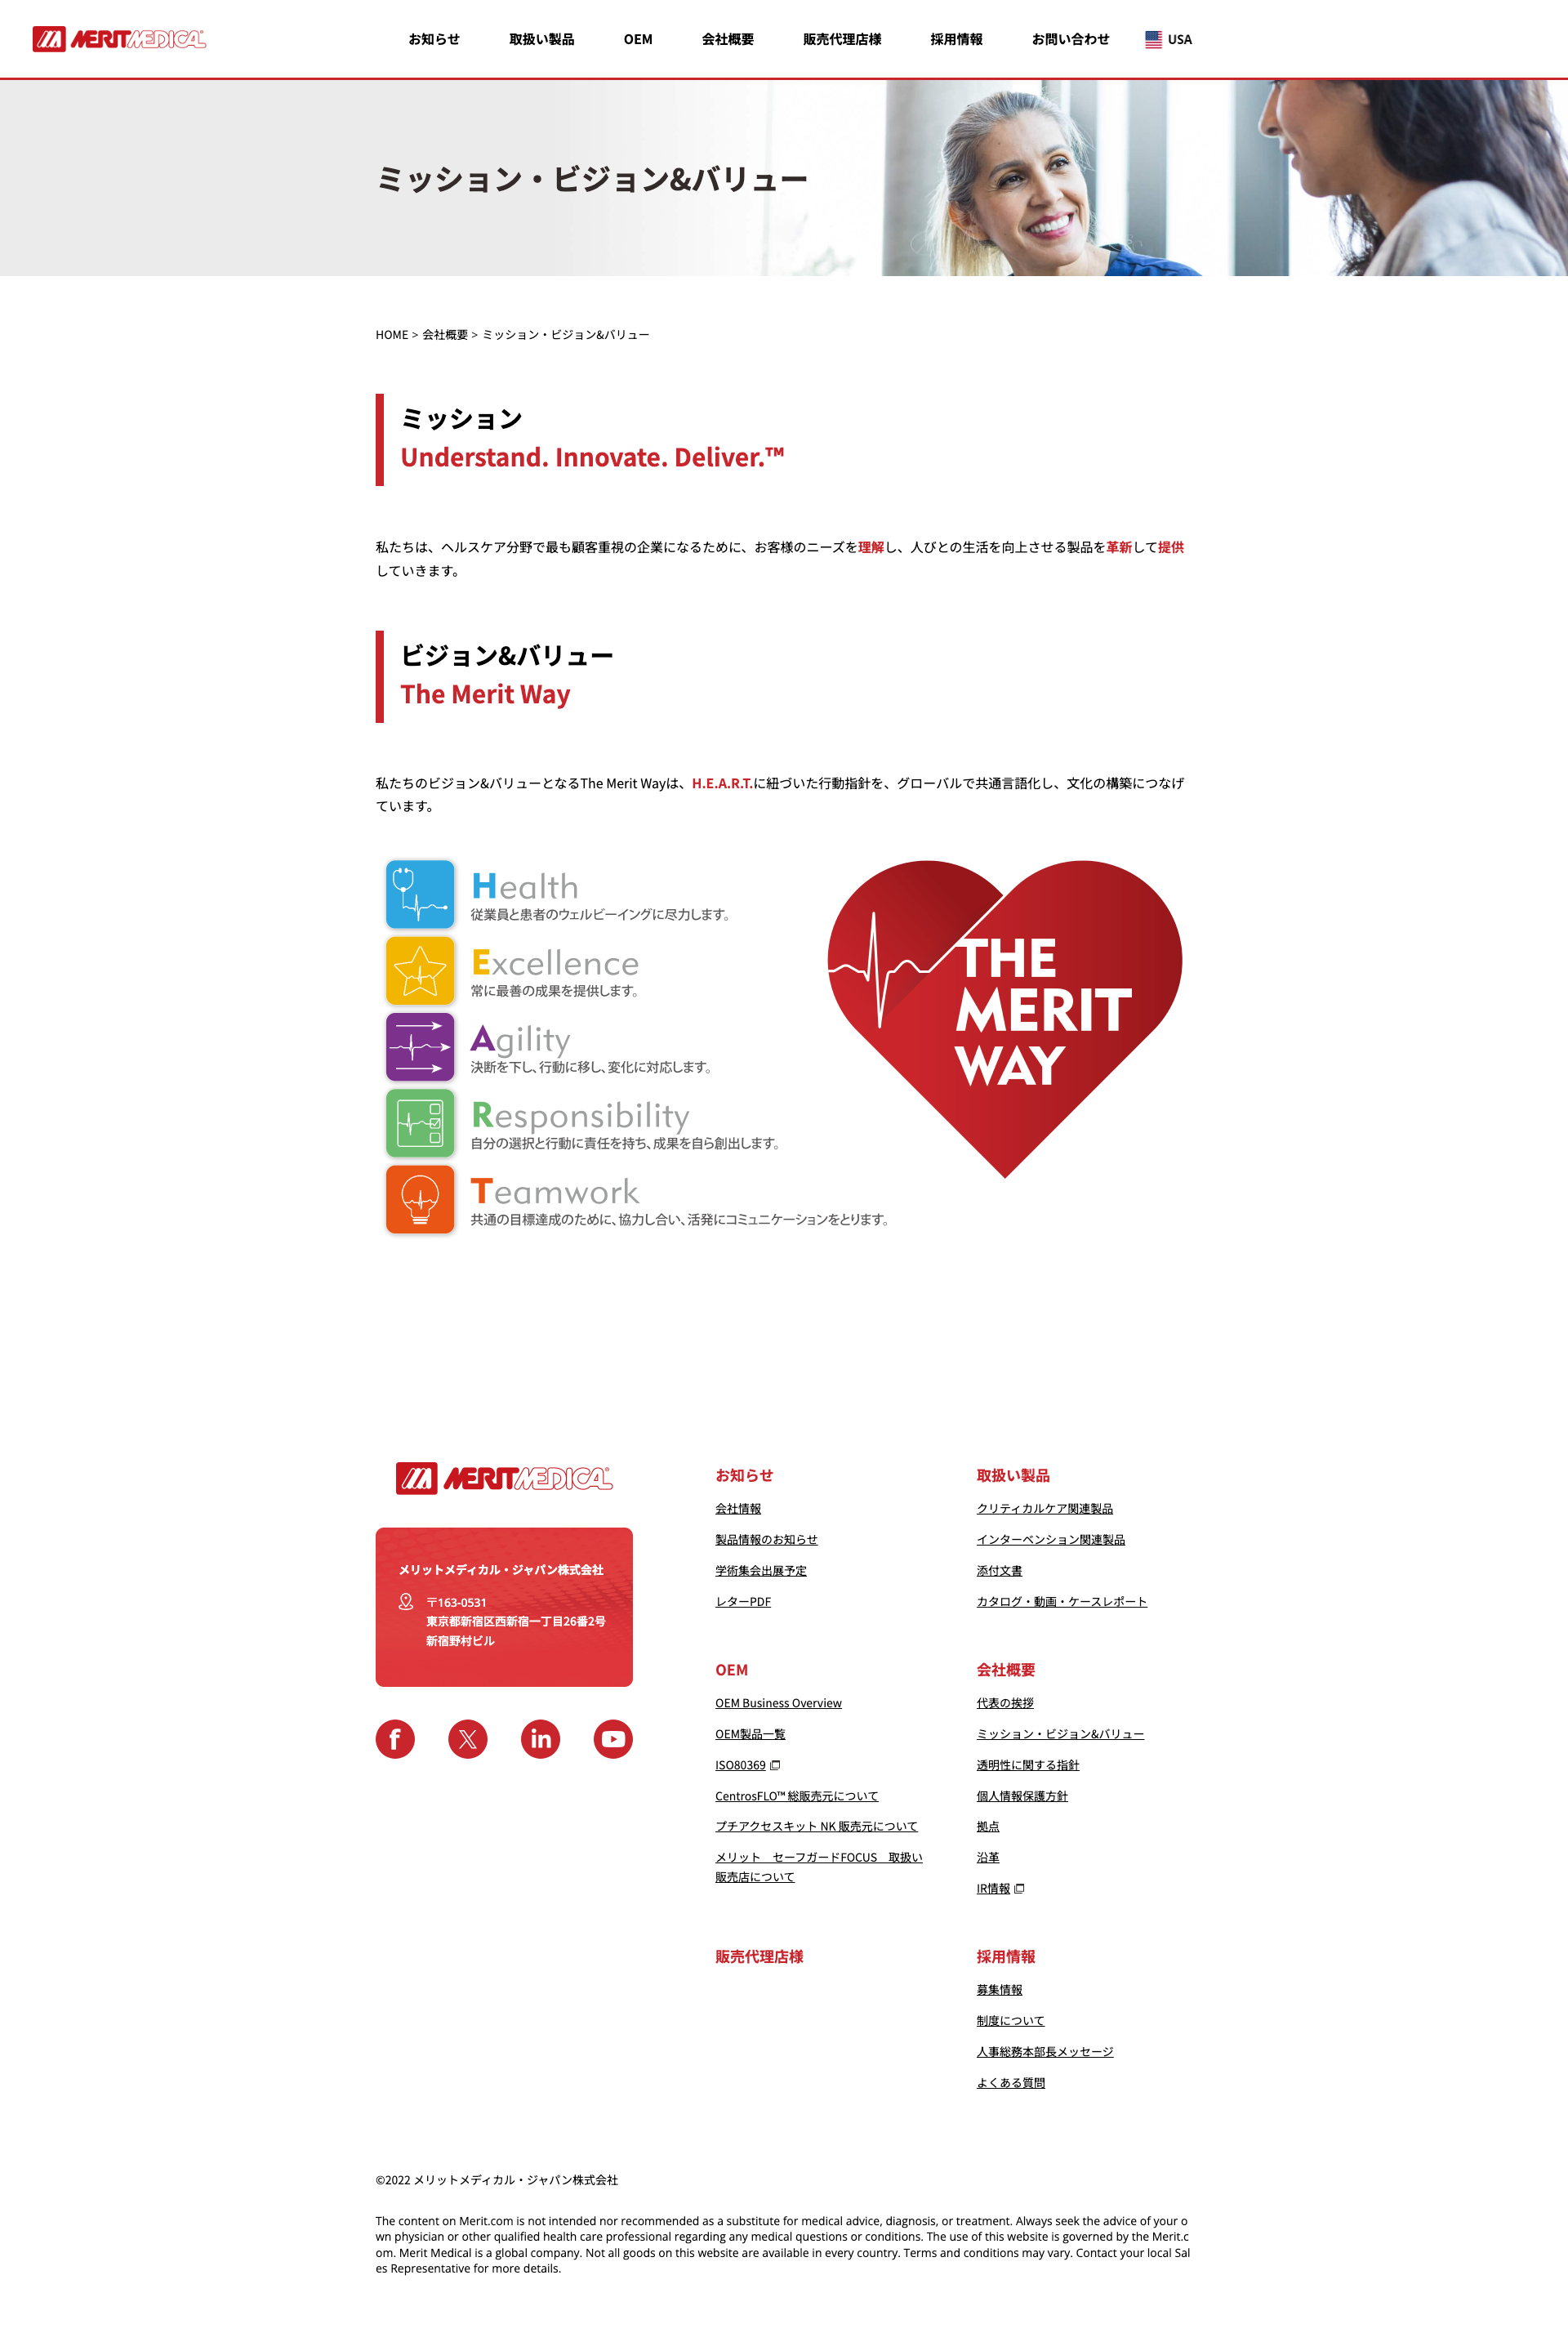 MERITMEDICAL
お知らせ
取扱い製品
OEM
会社概要
販売代理店様
採用情報
お問い合わせ
USA
ミッション・ビジョン&バリュー
HOME > 会社概要 > ミッション・ビジョン&バリュー
ミッション
Understand. Innovate. Deliver.™
私たちは、ヘルスケア分野で最も顧客重視の企業になるために、お客様のニーズを理解し、人びとの生活を向上させる製品を革新して提供
していきます。
ビジョン&バリュー
The Merit Way
私たちのビジョン&バリューとなるThe Merit Wayは、H.E.A.R.T.に紐づいた行動指針を、グローバルで共通言語化し、文化の構築につなげ
ています。
Health
従業員と患者のウェルビーイングに尽力します。
Excellence
常に最善の成果を提供します。
Agility
決断を下し、行動に移し、変化に対応します。
Responsibility
自分の選択と行動に責任を持ち、成果を自ら創出します。
Teamwork
共通の目標達成のために、協力し合い、活発にコミュニケーションをとります。
THE
MERIT
WAY
MERITMEDICAL
メリットメディカル・ジャパン株式会社
〒163-0531
東京都新宿区西新宿一丁目26番2号
新宿野村ビル
お知らせ
会社情報
製品情報のお知らせ
学術集会出展予定
レターPDF
取扱い製品
クリティカルケア関連製品
インターベンション関連製品
添付文書
カタログ・動画・ケースレポート
OEM
OEM Business Overview
OEM製品一覧
ISO80369
CentrosFLO™ 総販売元について
プチアクセスキット NK 販売元について
メリット　セーフガードFOCUS　取扱い
販売店について
会社概要
代表の挨拶
ミッション・ビジョン&バリュー
透明性に関する指針
個人情報保護方針
拠点
沿革
IR情報
販売代理店様
採用情報
募集情報
制度について
人事総務本部長メッセージ
よくある質問
©2022 メリットメディカル・ジャパン株式会社
The content on Merit.com is not intended nor recommended as a substitute for medical advice, diagnosis, or treatment. Always seek the advice of your o
wn physician or other qualified health care professional regarding any medical questions or conditions. The use of this website is governed by the Merit.c
om. Merit Medical is a global company. Not all goods on this website are available in every country. Terms and conditions may vary. Contact your local Sal
es Representative for more details.